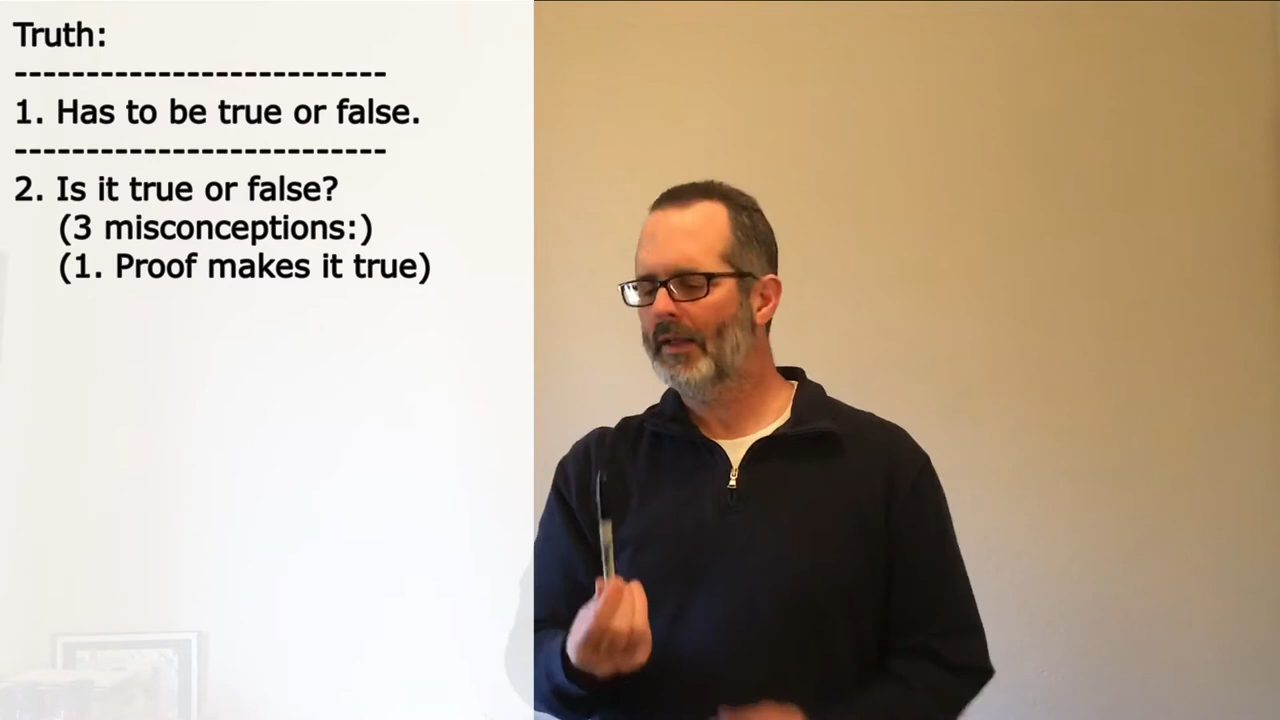 Truth:
--------------------------
1. Has to be true or false.
--------------------------
2. Is it true or false?
(3 misconceptions:)
(1. Proof makes it true)